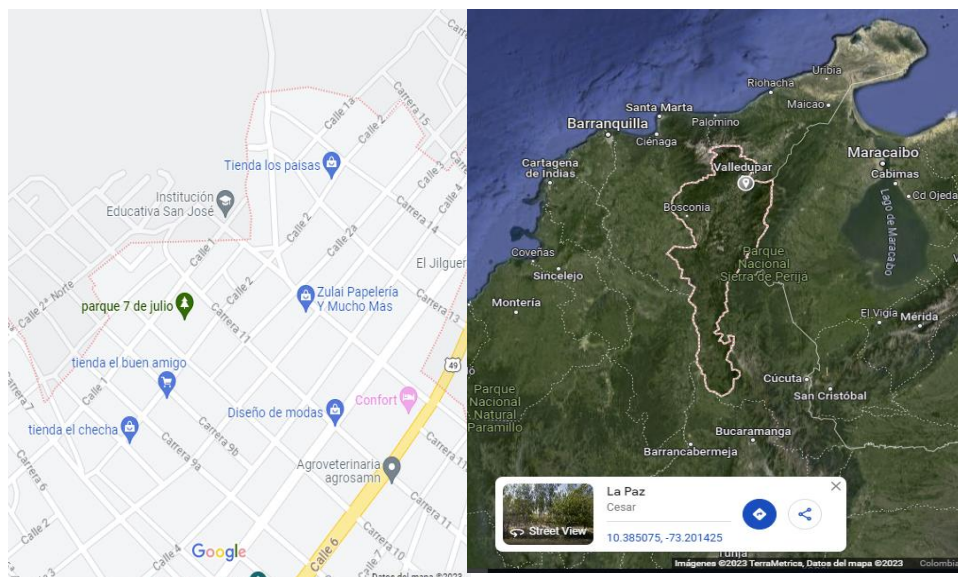 Calle 1a
Calle 2
Carrera 15
Tienda los paisas
Institución
Educativa San José
Calle 4
Calle 2
Carrera 14
Calle 2a
Calle 1
El Jilguer
Calle 2ª Norte
Calle 2
parque 7 de julio
Zulai Papelería
Y Mucho Mas
Carrera 11
Carrera 13
49
tienda el buen amigo
Carrera 7
Calle 1
Confort
Diseño de modas
tienda el checha
Carrera 9a
Carrera 9b
Agroveterinaria
agrosamn
Carrera 11
Carrera 6
Carrera 11
Calle 2
Calle 4
Calle 6
Carrera 10
Calle 7
Google
Datos del mapa ©2023
Uribia
Riohacha
Maicao
Santa Marta
Palomino
Barranquilla
Ciénaga
Maracaibo
Valledupar
Cartagena
de Indias
Cabimas
Cd Ojeda
Lago de Maracaibo
Bosconia
Coveñas
Parque
Nacional
Sierra de Perija
Sincelejo
Montería
El Vigía
Mérida
Cúcuta
San Cristóbal
Parque
Nacional
Natural
Paramillo
Bucaramanga
Barrancabermeja
La Paz
Cesar
Street View
10.385075, -73.201425
Tunja
Imágenes ©2023 TerraMetrics, Datos del mapa ©2023
Colombia